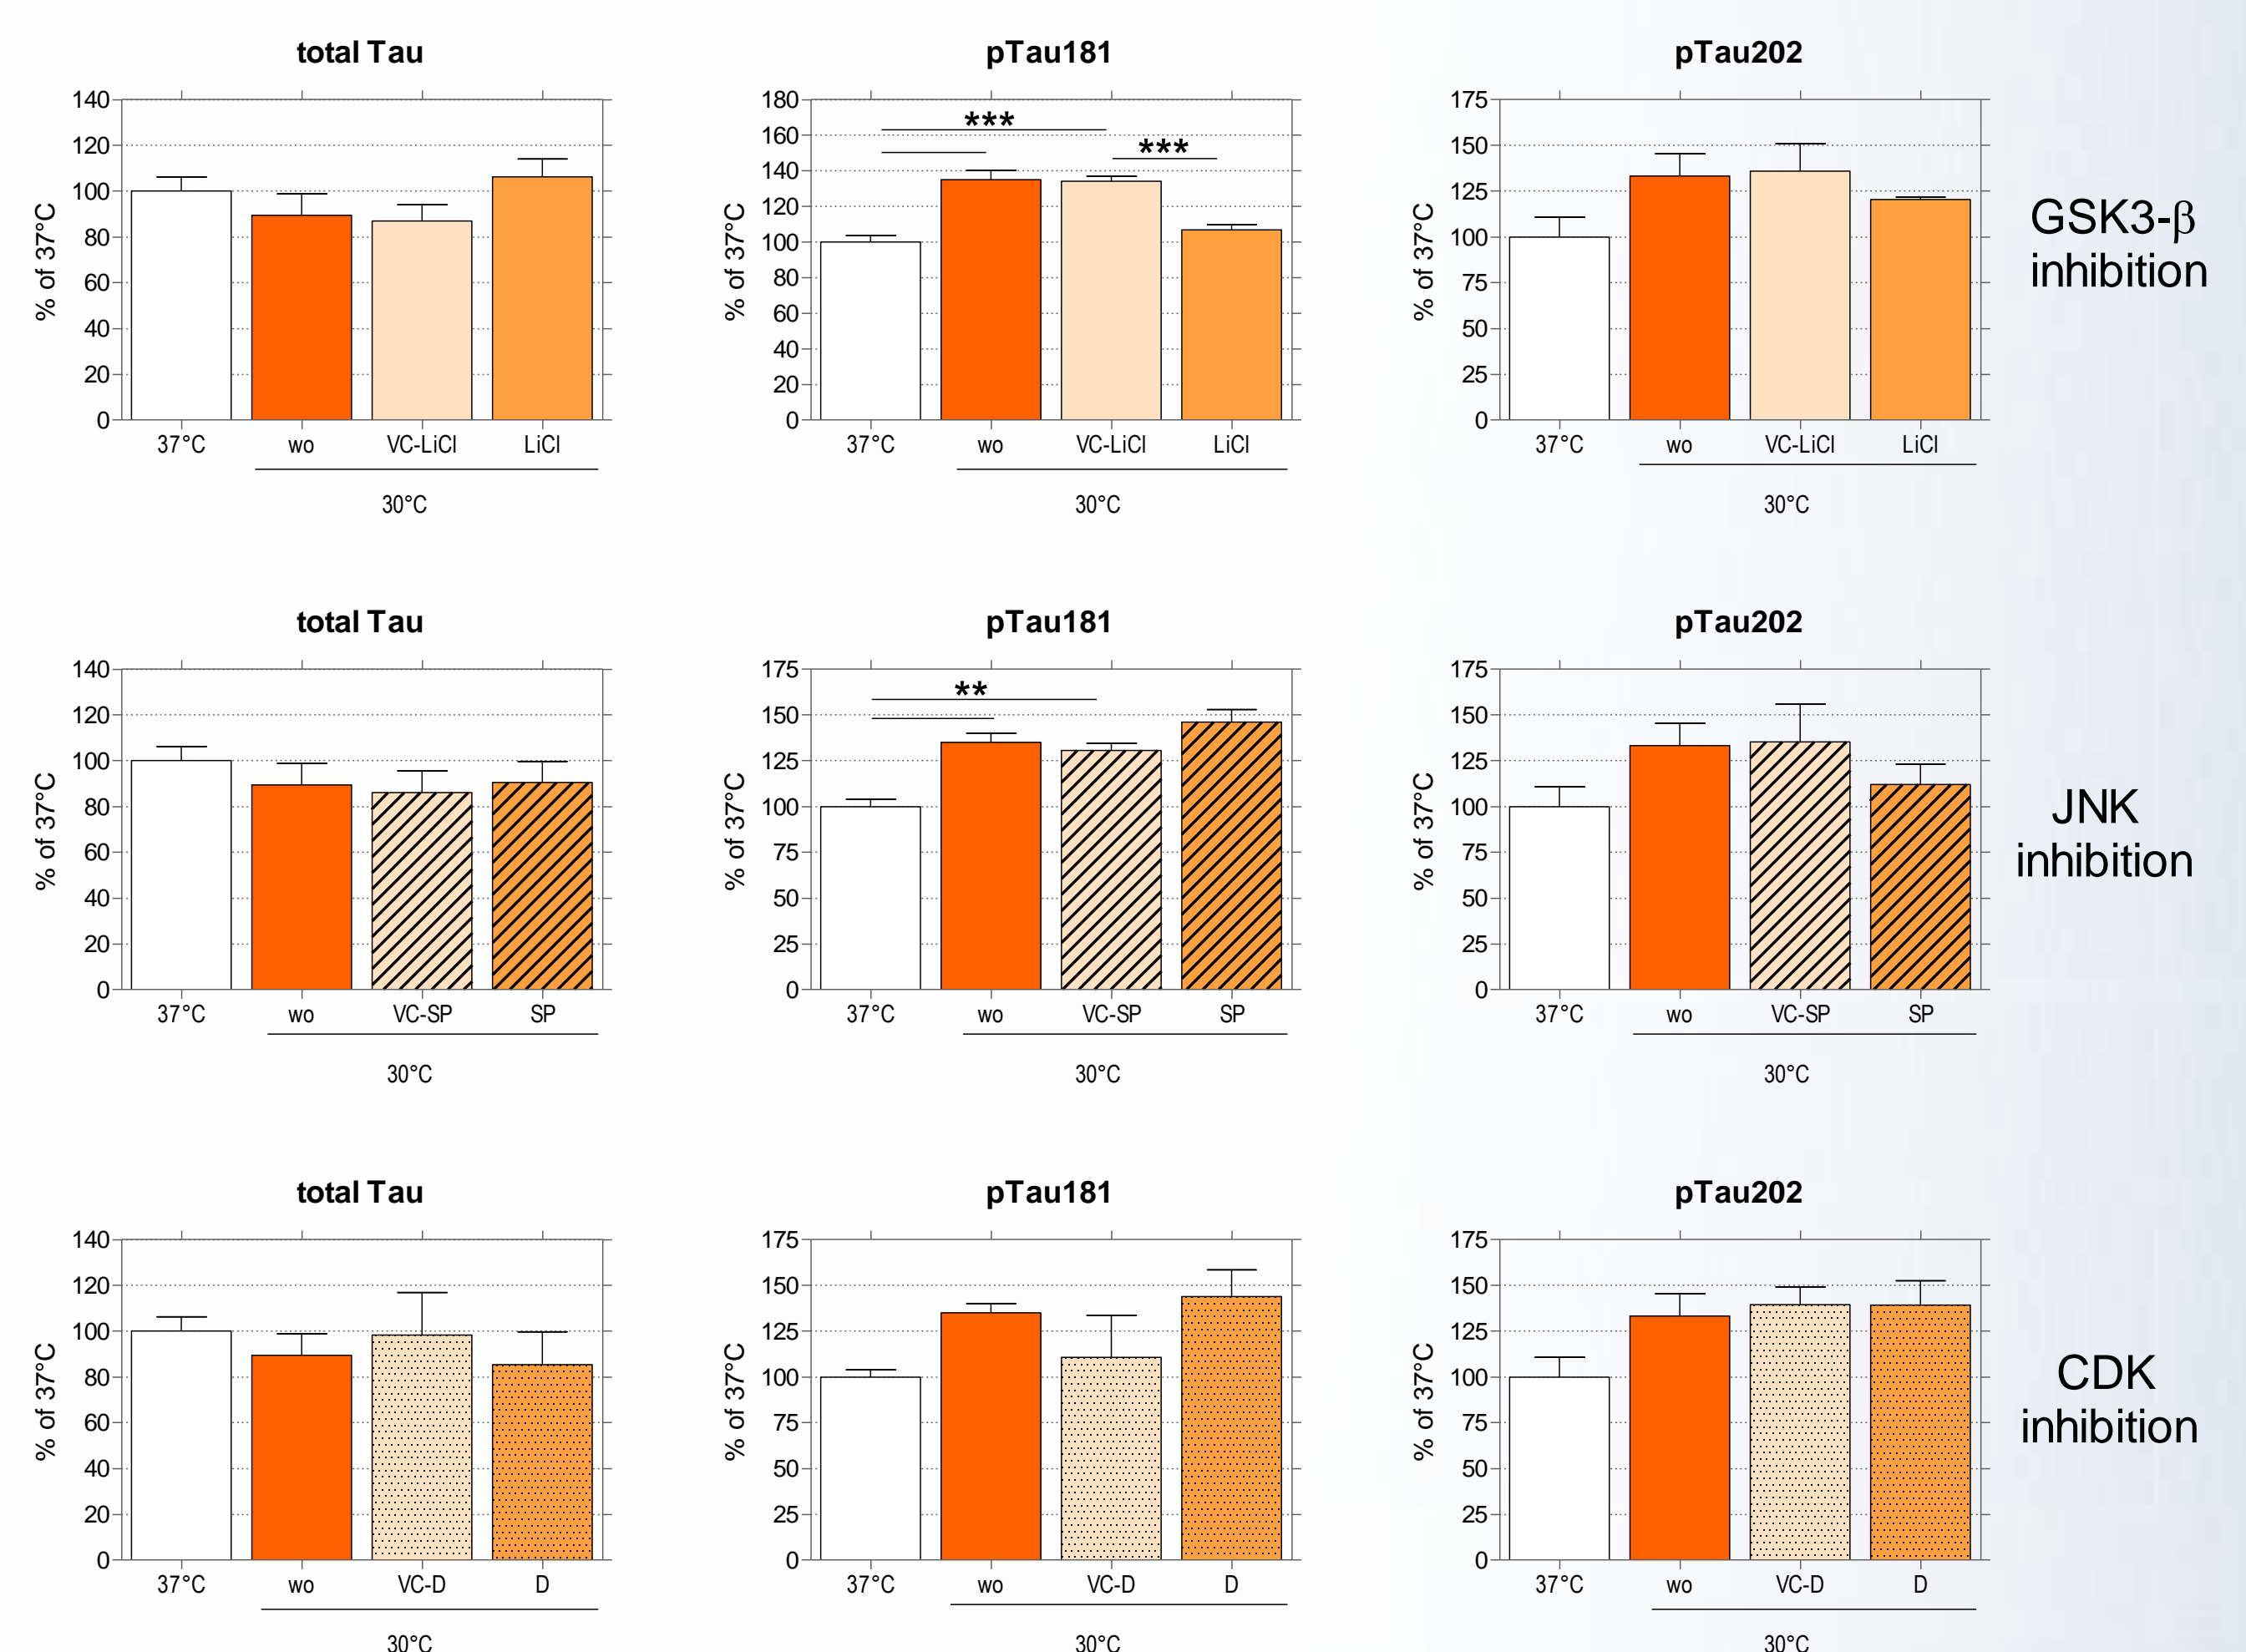 total Tau
% of 37°C
140
120
100
80
60
40
20
0
37°C wo VC-LiCl LiCl
30°C
pTau181
% of 37°C
180
160
140
120
100
80
60
40
20
0
***
***
37°C wo VC-LiCl LiCl
30°C
pTau202
% of 37°C
175
150
125
100
75
50
25
0
37°C wo VC-LiCl LiCl
30°C
GSK3-β
inhibition
total Tau
% of 37°C
140
120
100
80
60
40
20
0
37°C wo VC-SP SP
30°C
pTau181
% of 37°C
175
150
125
100
75
50
25
0
**
37°C wo VC-SP SP
30°C
pTau202
% of 37°C
175
150
125
100
75
50
25
0
37°C wo VC-SP SP
30°C
JNK
inhibition
total Tau
% of 37°C
140
120
100
80
60
40
20
0
37°C wo VC-D D
30°C
pTau181
% of 37°C
175
150
125
100
75
50
25
0
37°C wo VC-D D
30°C
pTau202
% of 37°C
175
150
125
100
75
50
25
0
37°C wo VC-D D
30°C
CDK
inhibition